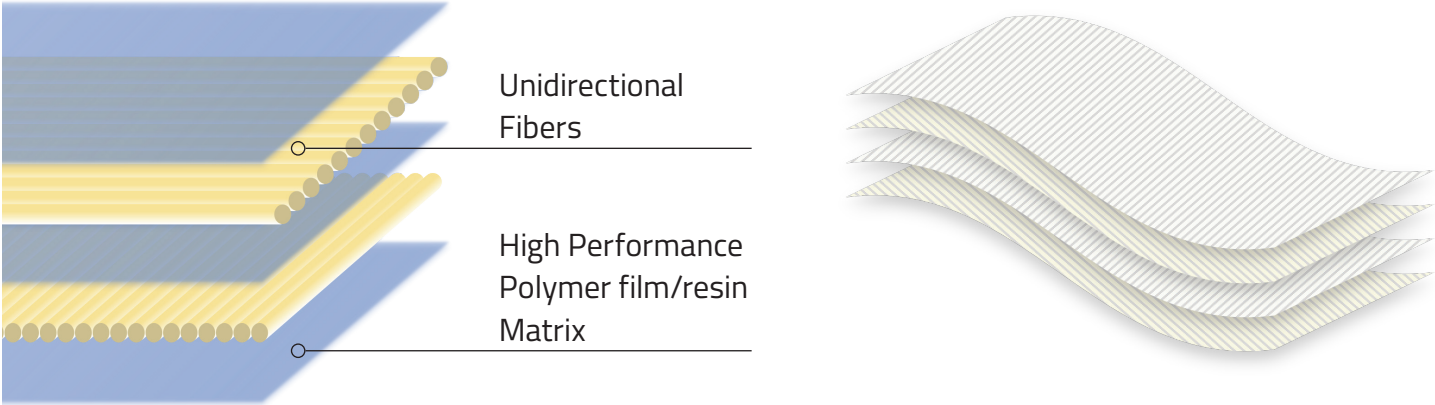 Unidirectional
Fibers
High Performance
Polymer film/resin
Matrix